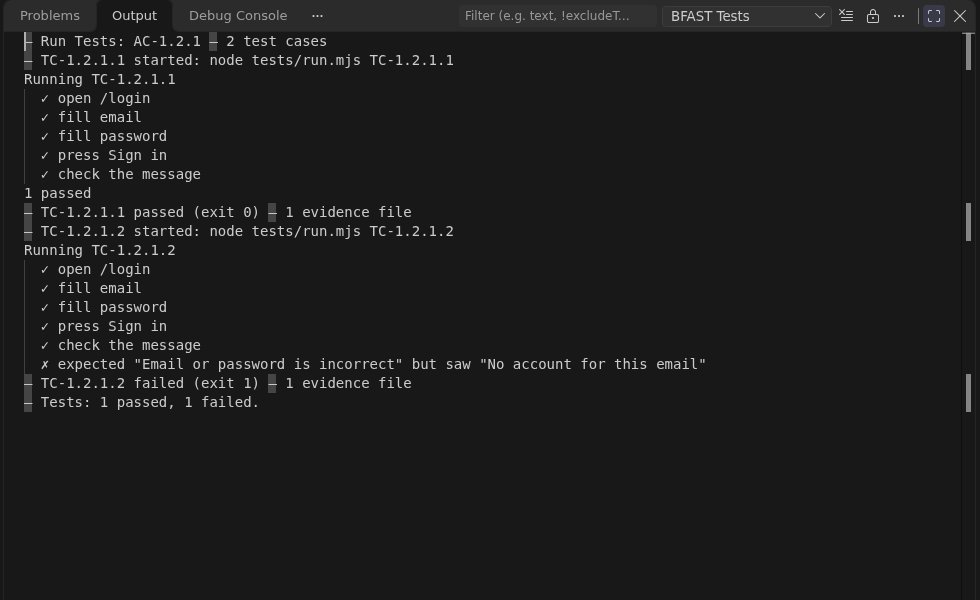 Problems Output Debug Console ··· Filter (e.g. text, !excludeT... BFAST Tests
— Run Tests: AC-1.2.1 — 2 test cases
— TC-1.2.1.1 started: node tests/run.mjs TC-1.2.1.1
Running TC-1.2.1.1
✓ open /login
✓ fill email
✓ fill password
✓ press Sign in
✓ check the message
1 passed
— TC-1.2.1.1 passed (exit 0) — 1 evidence file
— TC-1.2.1.2 started: node tests/run.mjs TC-1.2.1.2
Running TC-1.2.1.2
✓ open /login
✓ fill email
✓ fill password
✓ press Sign in
✓ check the message
✗ expected "Email or password is incorrect" but saw "No account for this email"
— TC-1.2.1.2 failed (exit 1) — 1 evidence file
— Tests: 1 passed, 1 failed.